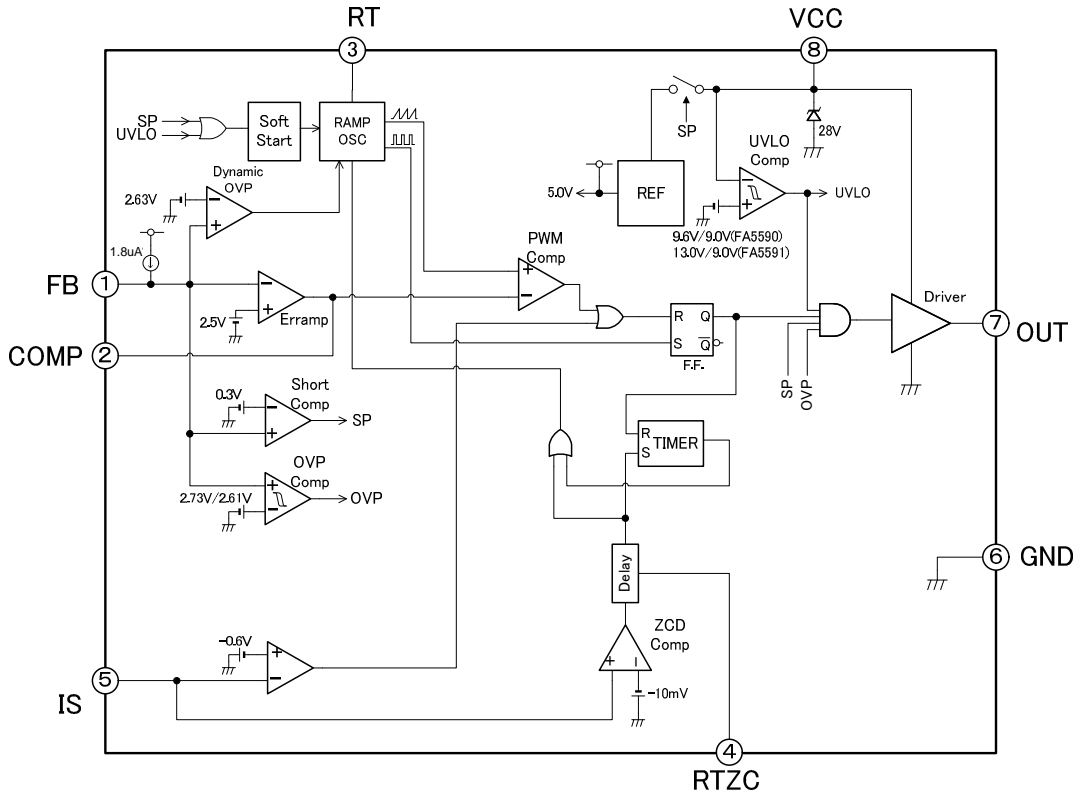 RT
VCC
3
8
SP
UVLO
Soft
Start
RAMP
OSC
SP
28V
UVLO
Comp
Dynamic
OVP
2.63V
5.0V
REF
UVLO
9.6V/9.0V(FA5590)
13.0V/9.0V(FA5591)
1.8uA
PWM
Comp
FB
1
2.5V
Erramp
Driver
R
Q
S
Q
F.F.
7
OUT
COMP
2
SP
OVP
0.3V
Short
Comp
SP
R
S
TIMER
OVP
Comp
2.73V/2.61V
OVP
6
GND
Delay
ZCD
Comp
-0.6V
5
IS
-10mV
4
RTZC